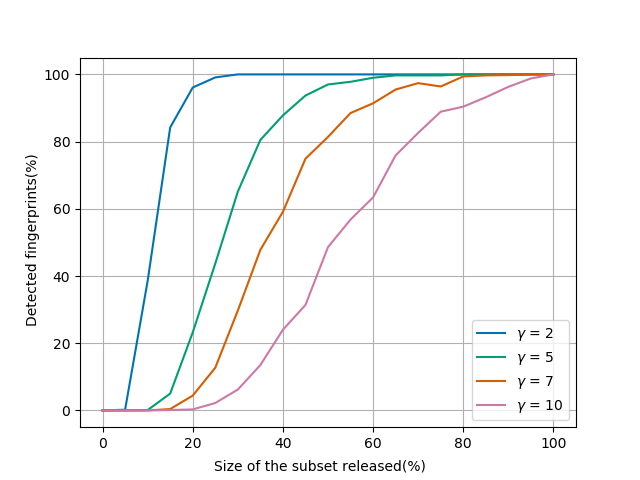 100
80
60
40
20
0
Detected fingerprints(%)
γ = 2
γ = 5
γ = 7
γ = 10
0 20 40 60 80 100
Size of the subset released(%)